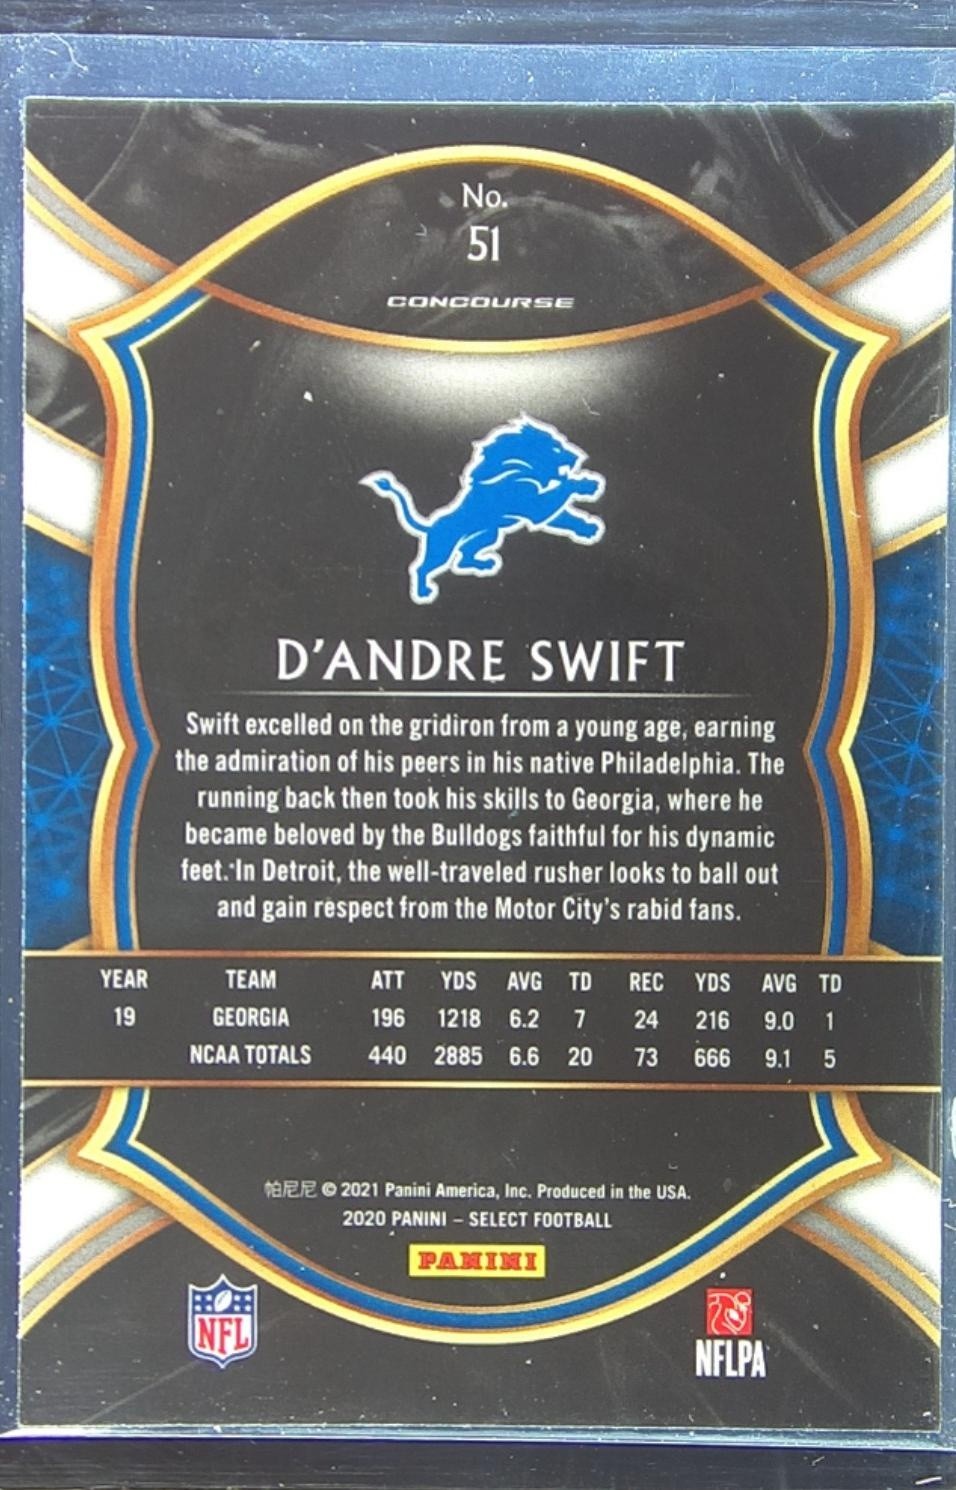 No.
51
CONCOURSE
D'ANDRE SWIFT
Swift excelled on the gridiron from a young age, earning
the admiration of his peers in his native Philadelphia. The
running back then took his skills to Georgia, where he
became beloved by the Bulldogs faithful for his dynamic
feet. In Detroit, the well-traveled rusher looks to ball out
and gain respect from the Motor City's rabid fans.
YEAR TEAM ATT YDS AVG TD REC YDS AVG TD
19 GEORGIA 196 1218 6.2 7 24 216 9.0 1
NCAA TOTALS 440 2885 6.6 20 73 666 9.1 5
帕尼尼 © 2021 Panini America, Inc. Produced in the USA.
2020 PANINI – SELECT FOOTBALL
PANINI
NFL
NFLPA